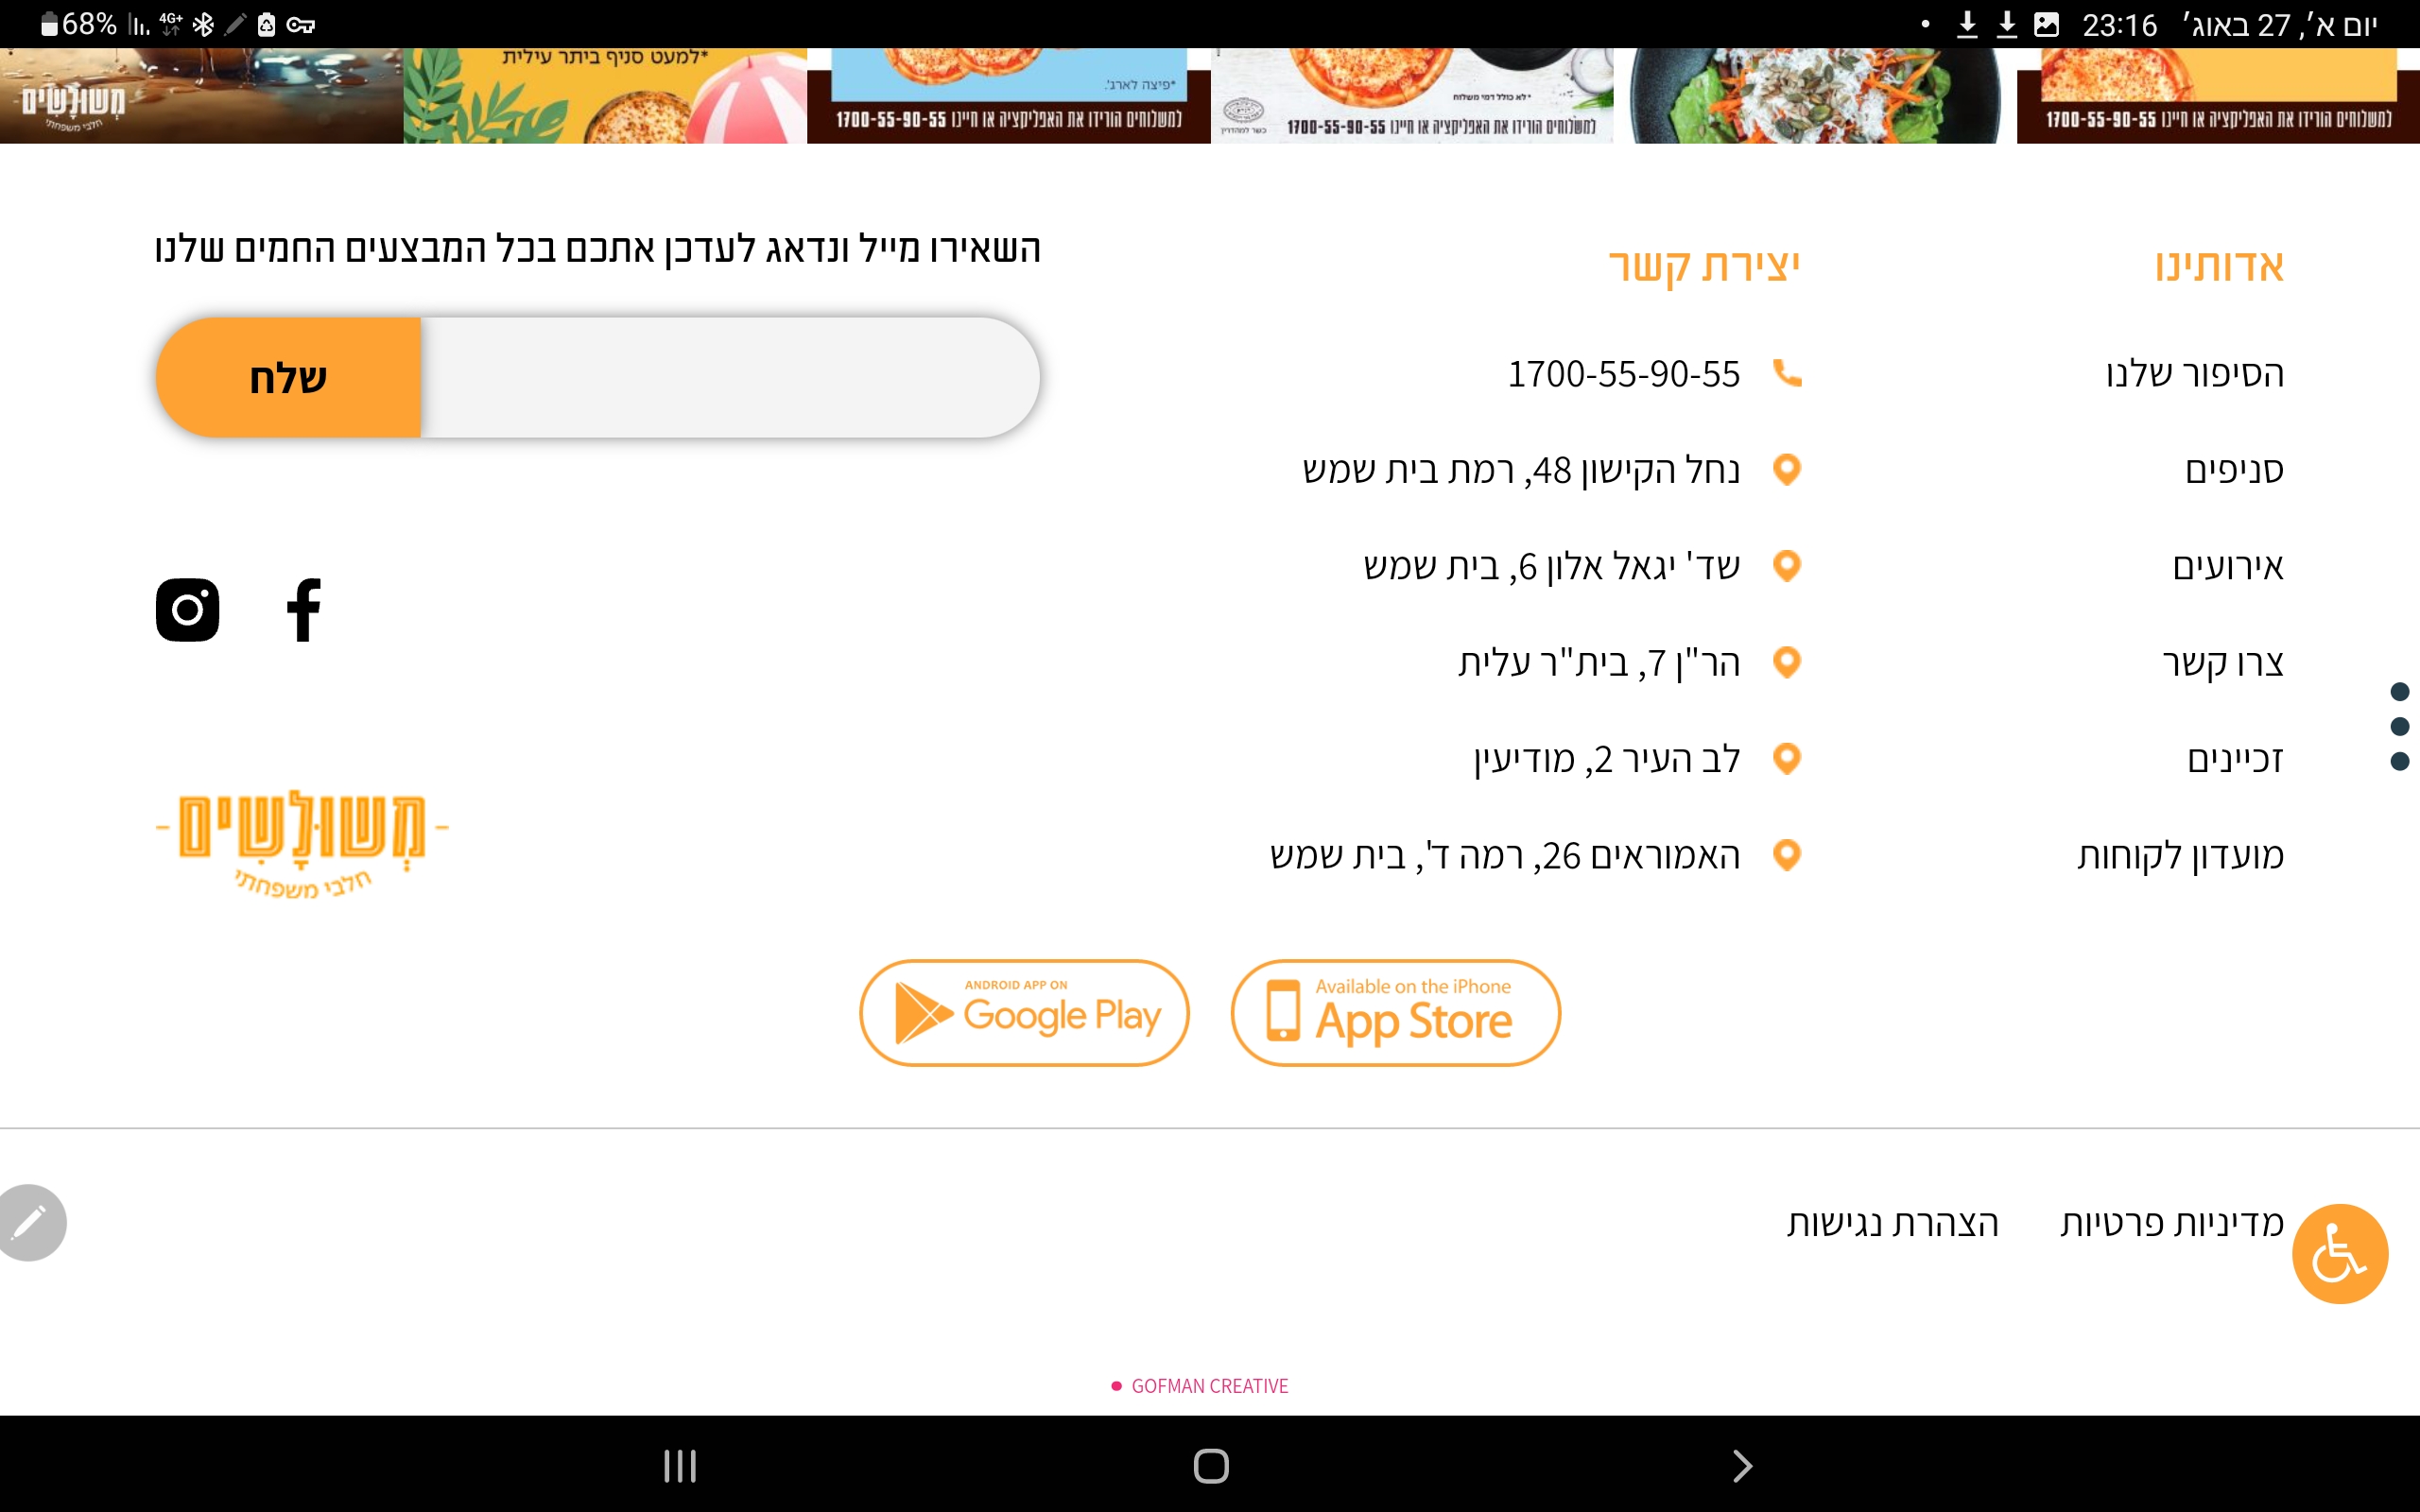 יום א׳, 27 באוג׳ 23:16
68%
4G+
למשלוחים הורידו את האפליקציה או חייגו 1700-55-90-55
*לא כולל דמי משלוח
כשר למהדרין
למשלוחים הורידו את האפליקציה או חייגו 1700-55-90-55
*פיצה לארג'.
למשלוחים הורידו את האפליקציה או חייגו 1700-55-90-55
*למעט סניף ביתר עילית
מְשׁוּלָּשִׁים
חלבי משפחתי
אדותינו
הסיפור שלנו
סניפים
אירועים
צרו קשר
זכיינים
מועדון לקוחות
יצירת קשר
1700-55-90-55
נחל הקישון 48, רמת בית שמש
שד' יגאל אלון 6, בית שמש
הר"ן 7, בית"ר עלית
לב העיר 2, מודיעין
האמוראים 26, רמה ד', בית שמש
השאירו מייל ונדאג לעדכן אתכם בכל המבצעים החמים שלנו
שלח
-מְשׁוּלָּשִׁים-
חלבי משפחתי
Available on the iPhone
App Store
ANDROID APP ON
Google Play
מדיניות פרטיות
הצהרת נגישות
• GOFMAN CREATIVE